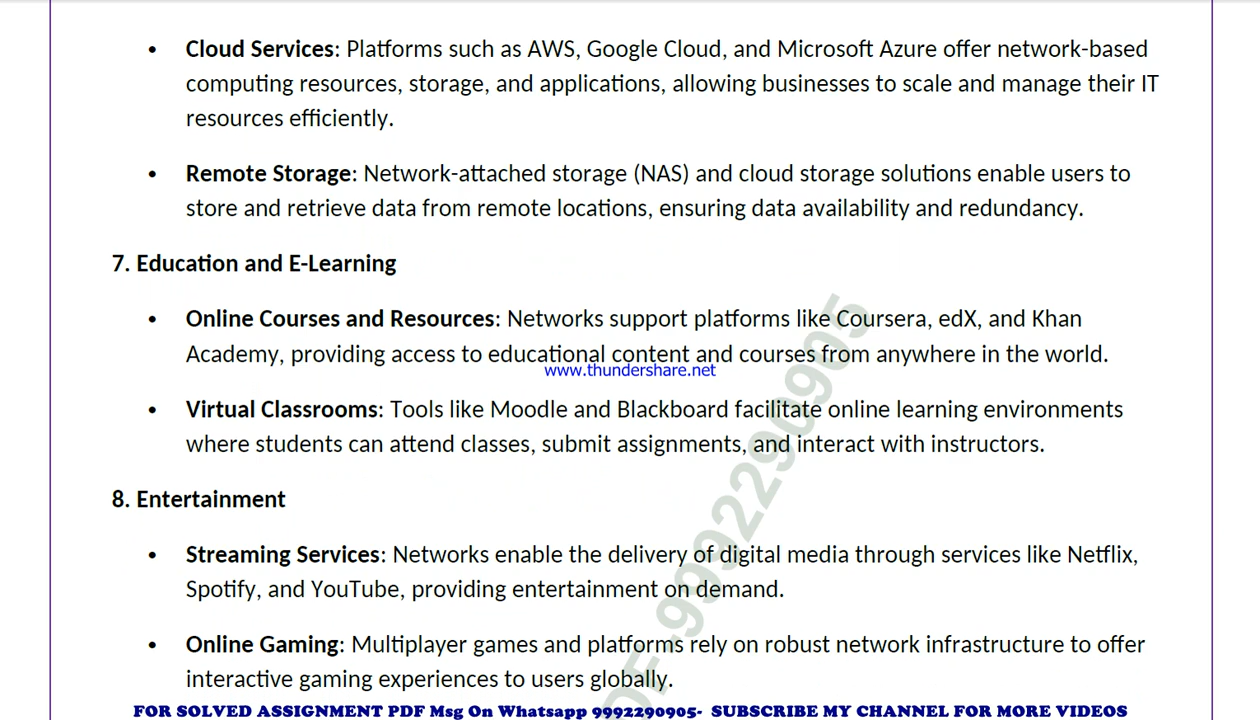 • Cloud Services: Platforms such as AWS, Google Cloud, and Microsoft Azure offer network-based
computing resources, storage, and applications, allowing businesses to scale and manage their IT
resources efficiently.
• Remote Storage: Network-attached storage (NAS) and cloud storage solutions enable users to
store and retrieve data from remote locations, ensuring data availability and redundancy.
7. Education and E-Learning
• Online Courses and Resources: Networks support platforms like Coursera, edX, and Khan
Academy, providing access to educational content and courses from anywhere in the world.
www.thundershare.net
• Virtual Classrooms: Tools like Moodle and Blackboard facilitate online learning environments
where students can attend classes, submit assignments, and interact with instructors.
8. Entertainment
• Streaming Services: Networks enable the delivery of digital media through services like Netflix,
Spotify, and YouTube, providing entertainment on demand.
• Online Gaming: Multiplayer games and platforms rely on robust network infrastructure to offer
interactive gaming experiences to users globally.
PDF-9992290905
FOR SOLVED ASSIGNMENT PDF Msg On Whatsapp 9992290905- SUBSCRIBE MY CHANNEL FOR MORE VIDEOS